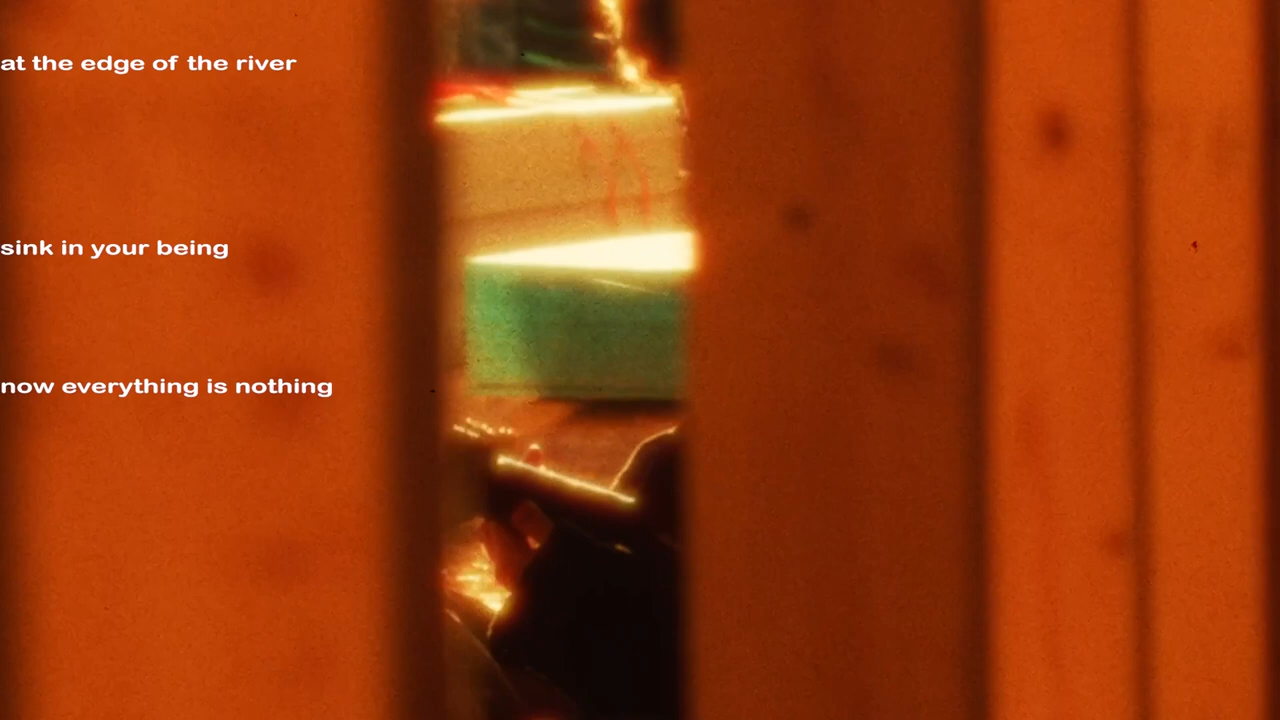 at the edge of the river
sink in your being
now everything is nothing